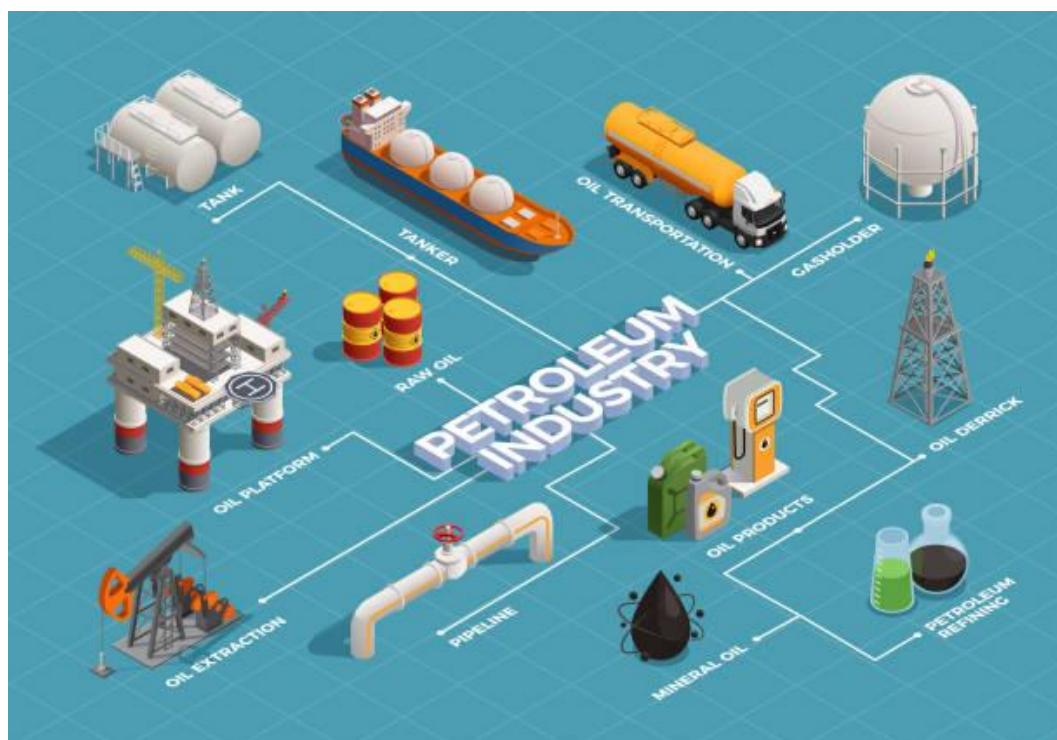 TANK
TANKER
OIL TRANSPORTATION
GASHOLDER
RAW OIL
PETROLEUM
INDUSTRY
OIL PLATFORM
OIL DERRICK
OIL PRODUCTS
OIL EXTRACTION
PIPELINE
MINERAL OIL
PETROLEUM
REFINING
H